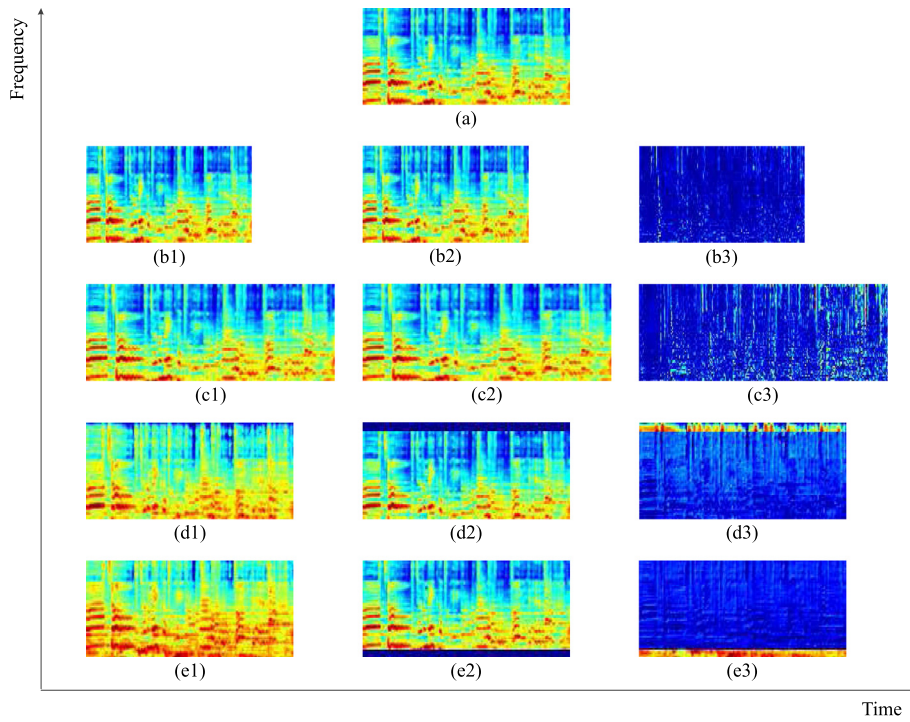 Frequency
(a)
(b1) (b2) (b3)
(c1) (c2) (c3)
(d1) (d2) (d3)
(e1) (e2) (e3)
Time